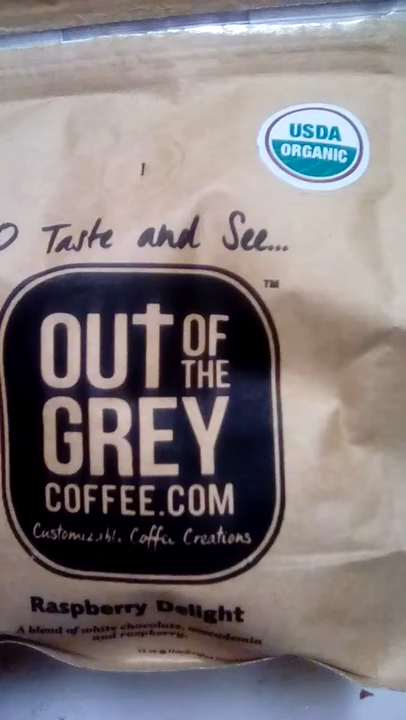 USDA
ORGANIC
O Taste and See...
TM
OUT OF
THE
GREY
COFFEE.COM
Customizable Coffee Creations
Raspberry Delight
A blend of white chocolate, macadamia
and raspberry.